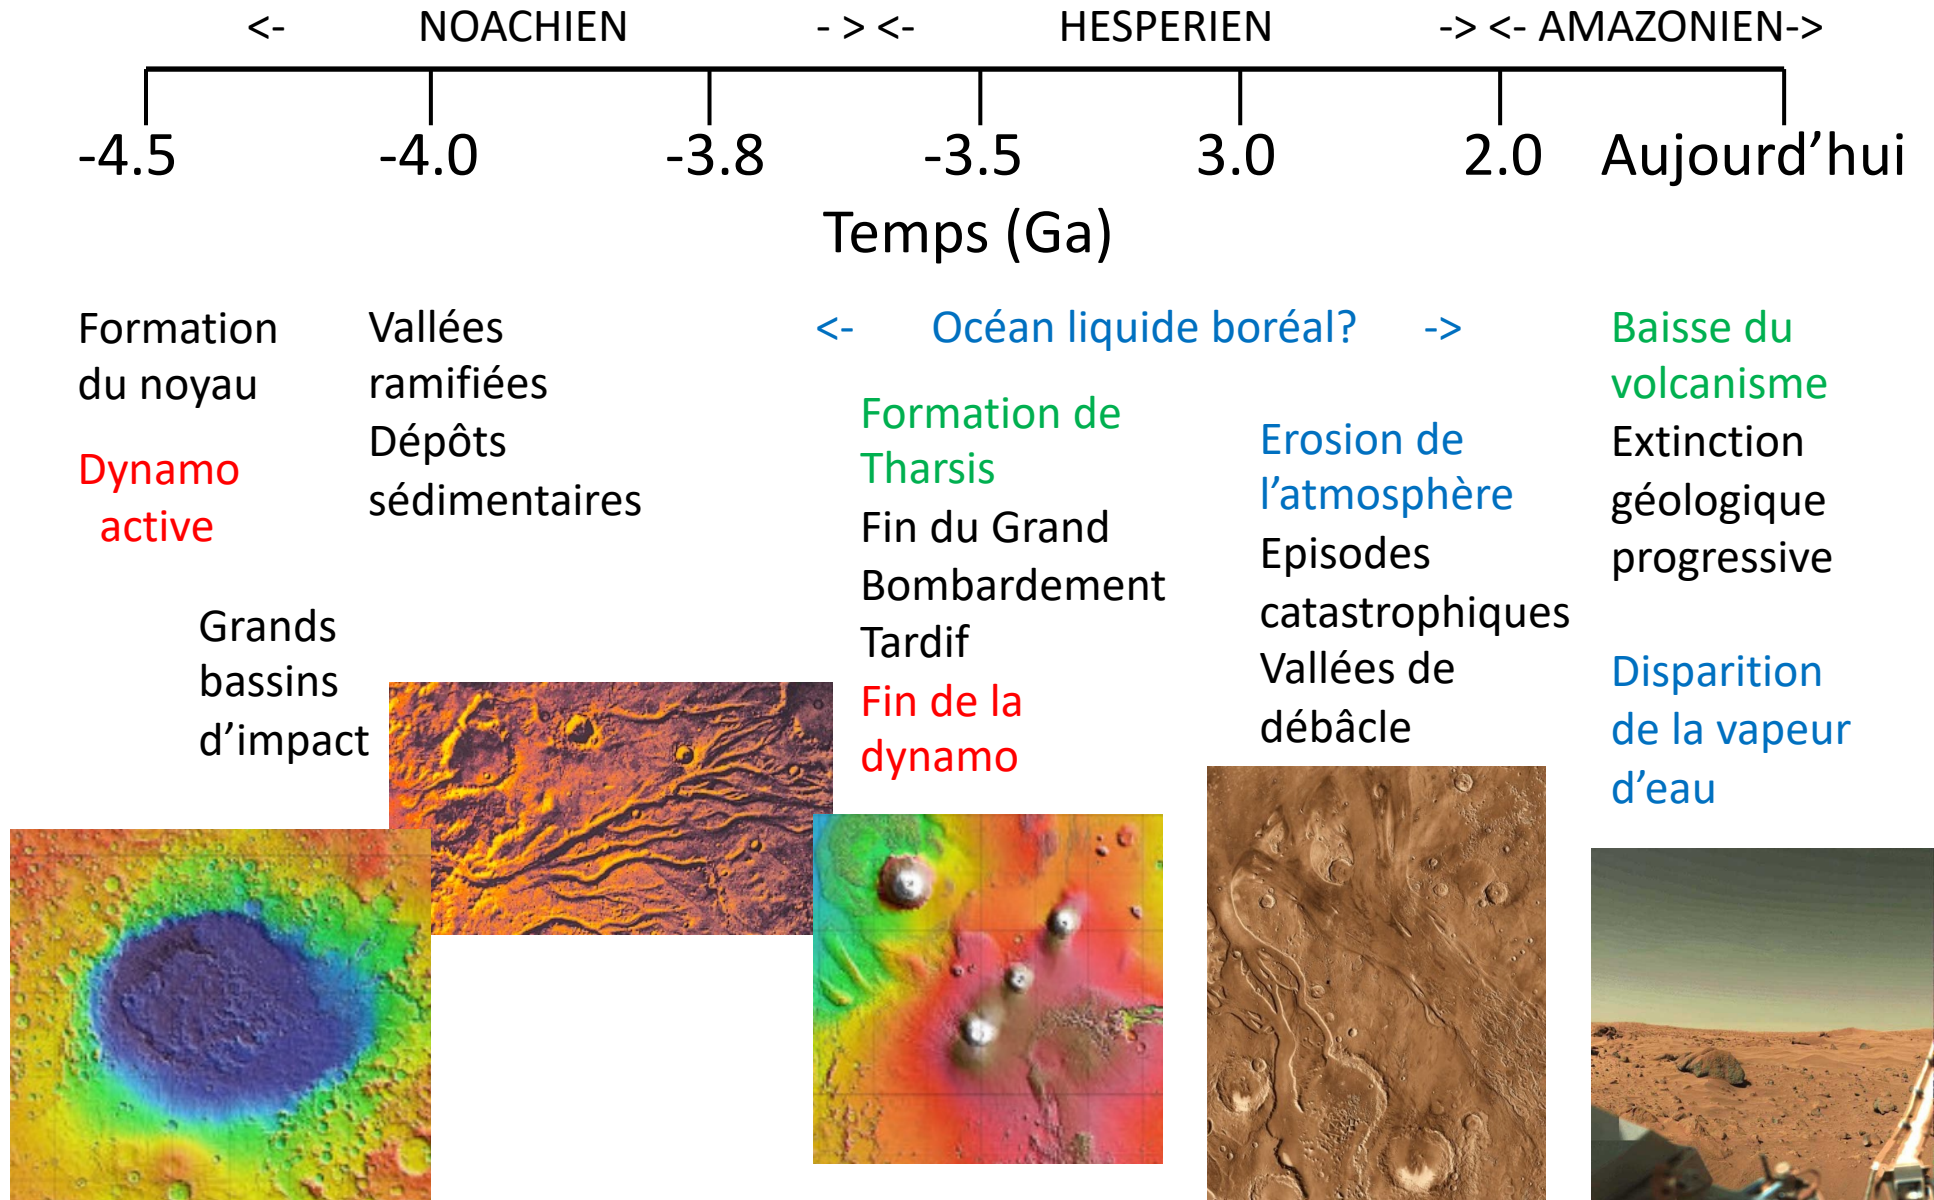 <- NOACHIEN - > <- HESPERIEN -> <- AMAZONIEN->
-4.5 -4.0 -3.8 -3.5 3.0 2.0 Aujourd’hui
Temps (Ga)
Formation
du noyau
Dynamo
active
Grands
bassins
d’impact
Vallées
ramifiées
Dépôts
sédimentaires
<- Océan liquide boréal? ->
Formation de
Tharsis
Fin du Grand
Bombardement
Tardif
Fin de la
dynamo
Erosion de
l’atmosphère
Episodes
catastrophiques
Vallées de
débâcle
Baisse du
volcanisme
Extinction
géologique
progressive
Disparition
de la vapeur
d’eau